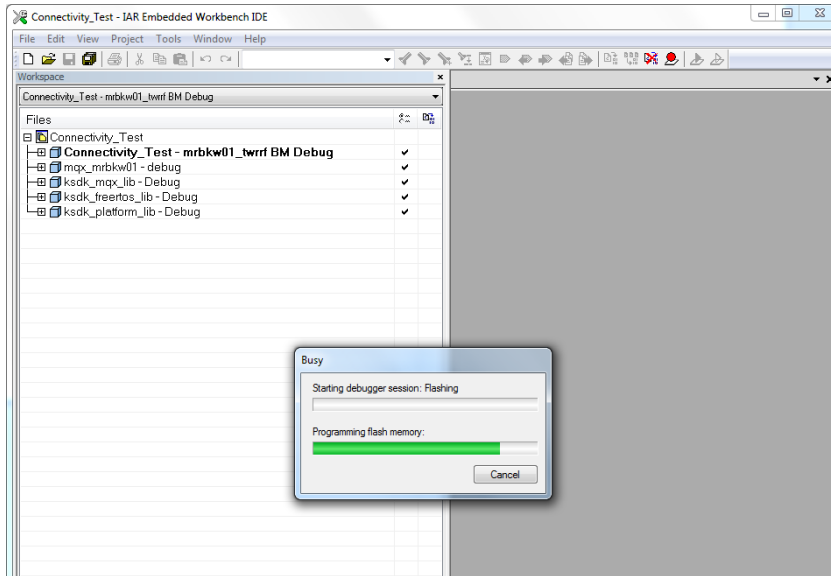 Connectivity_Test - IAR Embedded Workbench IDE
File Edit View Project Tools Window Help
Workspace
Connectivity_Test - mrbkw01_twrrf BM Debug
Files
Connectivity_Test
Connectivity_Test - mrbkw01_twrrf BM Debug
mqx_mrbkw01 - debug
ksdk_mqx_lib - Debug
ksdk_freertos_lib - Debug
ksdk_platform_lib - Debug
Busy
Starting debugger session: Flashing
Programming flash memory:
Cancel